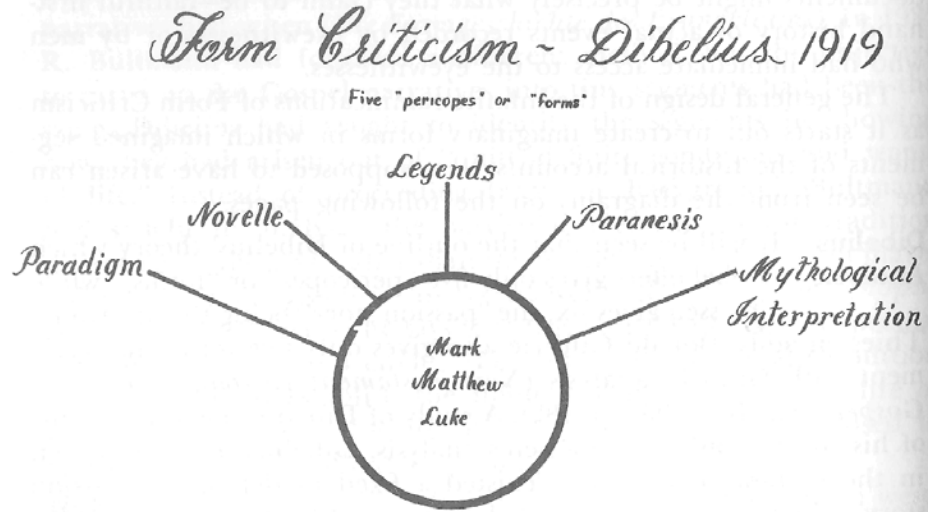 Form Criticism ~ Dibelius 1919
Five "pericopes" or "forms"
Legends
Novelle
Paranesis
Paradigm
Mythological
Interpretation
Mark
Matthew
Luke